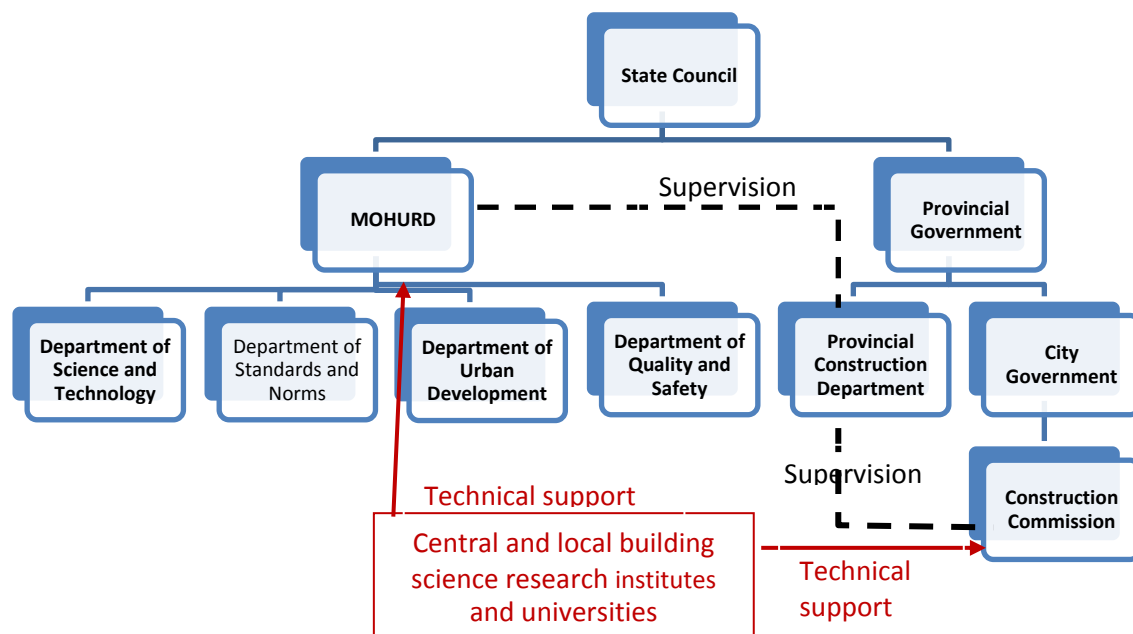 State Council
MOHURD
Supervision
Provincial
Government
Department of
Science and
Technology
Department of
Standards and
Norms
Department of
Urban
Development
Department of
Quality and
Safety
Provincial
Construction
Department
City
Government
Supervision
Construction
Commission
Technical support
Central and local building
science research institutes
and universities
Technical
support